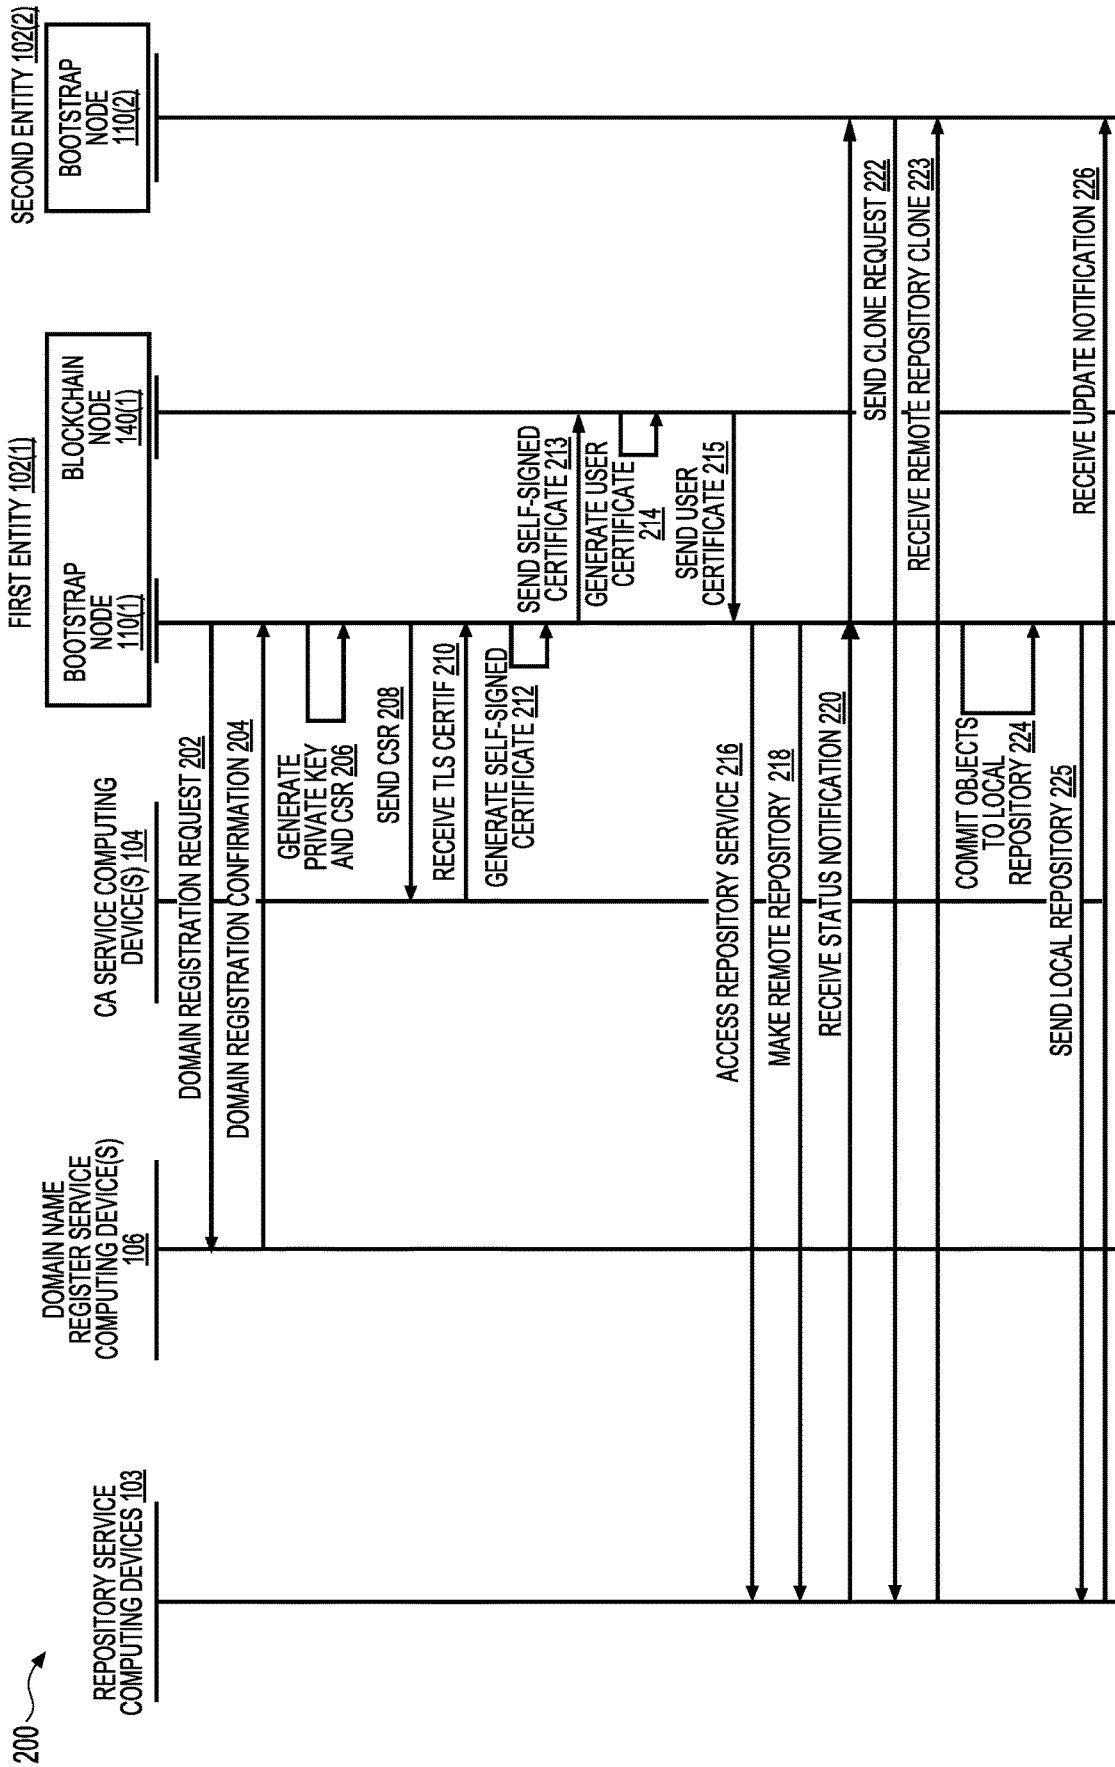 200
REPOSITORY SERVICE
COMPUTING DEVICES 103
DOMAIN NAME
REGISTER SERVICE
COMPUTING DEVICE(S)
106
CA SERVICE COMPUTING
DEVICE(S) 104
FIRST ENTITY 102(1)
BOOTSTRAP
NODE
110(1)
BLOCKCHAIN
NODE
140(1)
SECOND ENTITY 102(2)
BOOTSTRAP
NODE
110(2)
DOMAIN REGISTRATION REQUEST 202
DOMAIN REGISTRATION CONFIRMATION 204
GENERATE
PRIVATE KEY
AND CSR 206
SEND CSR 208
RECEIVE TLS CERTIF 210
GENERATE SELF-SIGNED
CERTIFICATE 212
SEND SELF-SIGNED
CERTIFICATE 213
GENERATE USER
CERTIFICATE
214
SEND USER
CERTIFICATE 215
ACCESS REPOSITORY SERVICE 216
MAKE REMOTE REPOSITORY 218
RECEIVE STATUS NOTIFICATION 220
SEND CLONE REQUEST 222
RECEIVE REMOTE REPOSITORY CLONE 223
COMMIT OBJECTS
TO LOCAL
REPOSITORY 224
SEND LOCAL REPOSITORY 225
RECEIVE UPDATE NOTIFICATION 226